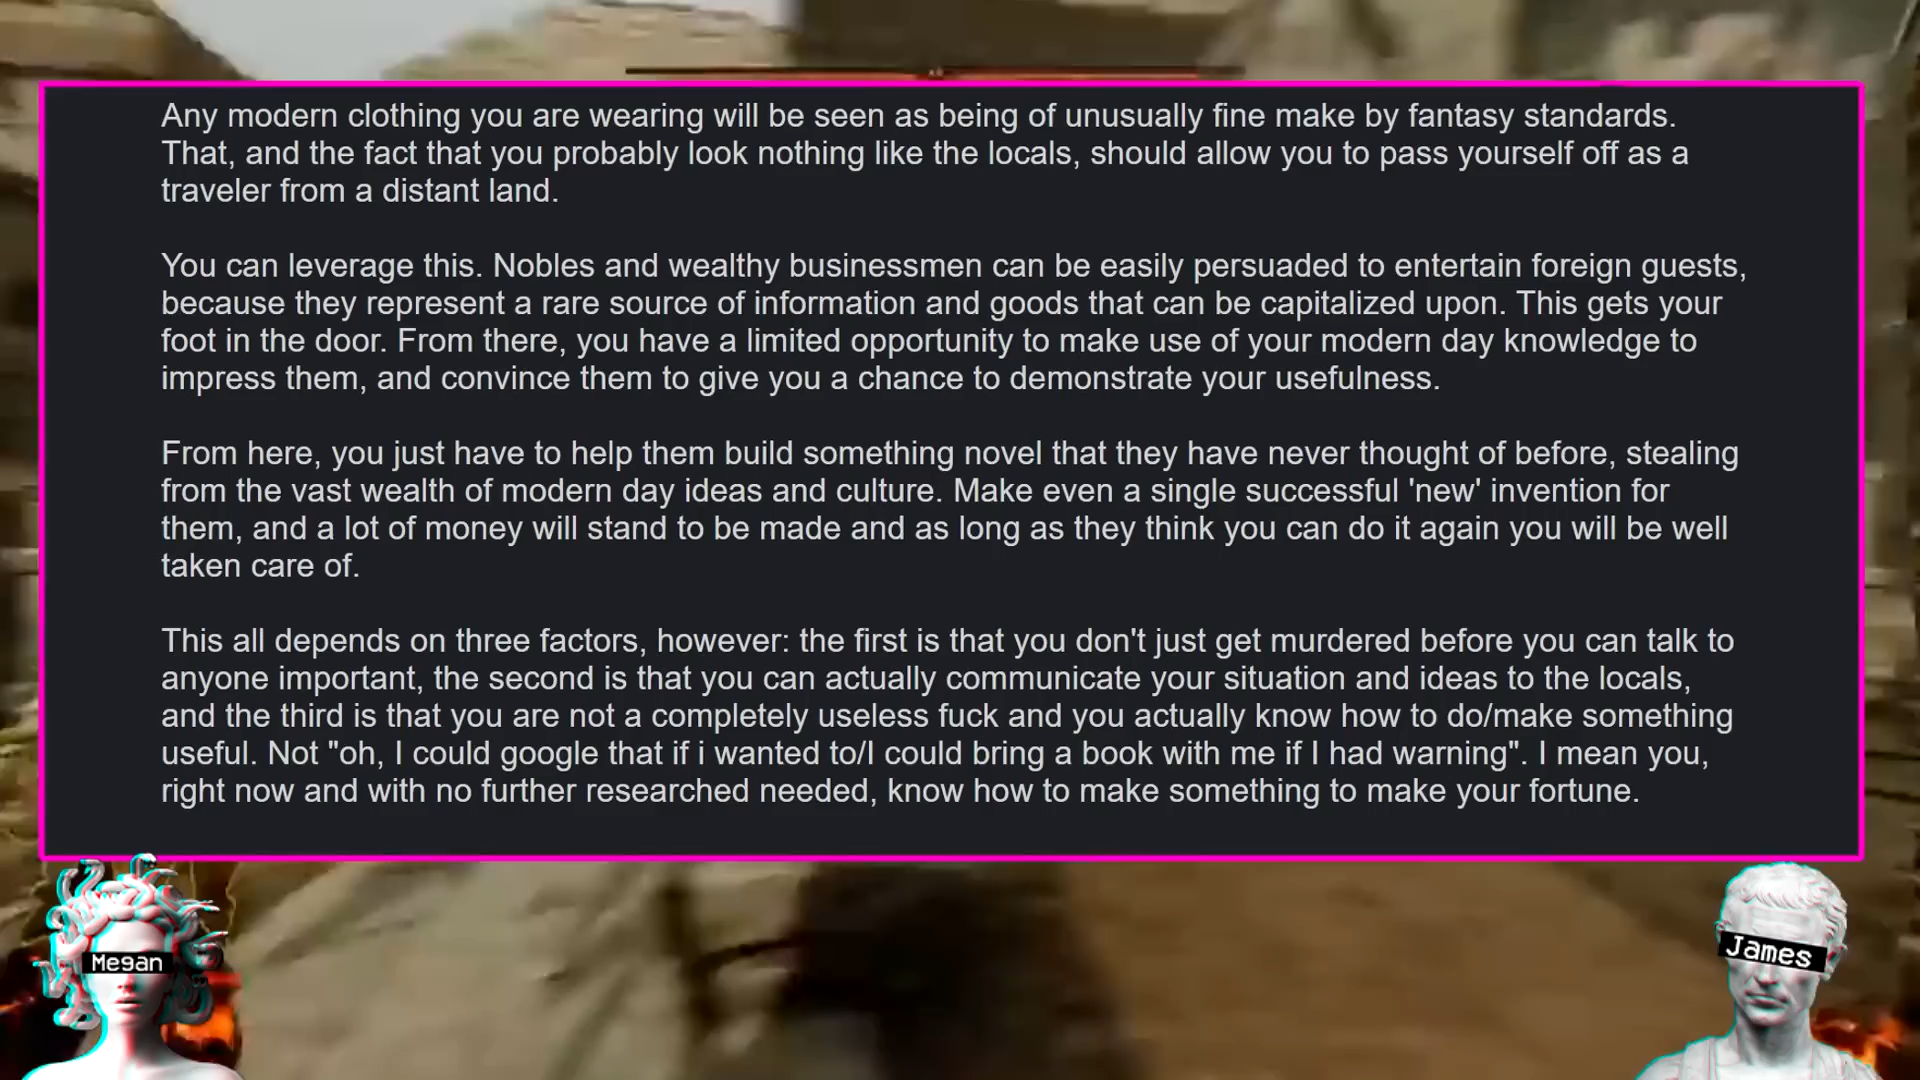 Any modern clothing you are wearing will be seen as being of unusually fine make by fantasy standards.
That, and the fact that you probably look nothing like the locals, should allow you to pass yourself off as a
traveler from a distant land.
You can leverage this. Nobles and wealthy businessmen can be easily persuaded to entertain foreign guests,
because they represent a rare source of information and goods that can be capitalized upon. This gets your
foot in the door. From there, you have a limited opportunity to make use of your modern day knowledge to
impress them, and convince them to give you a chance to demonstrate your usefulness.
From here, you just have to help them build something novel that they have never thought of before, stealing
from the vast wealth of modern day ideas and culture. Make even a single successful 'new' invention for
them, and a lot of money will stand to be made and as long as they think you can do it again you will be well
taken care of.
This all depends on three factors, however: the first is that you don't just get murdered before you can talk to
anyone important, the second is that you can actually communicate your situation and ideas to the locals,
and the third is that you are not a completely useless fuck and you actually know how to do/make something
useful. Not "oh, I could google that if i wanted to/I could bring a book with me if I had warning". I mean you,
right now and with no further researched needed, know how to make something to make your fortune.
Megan
James